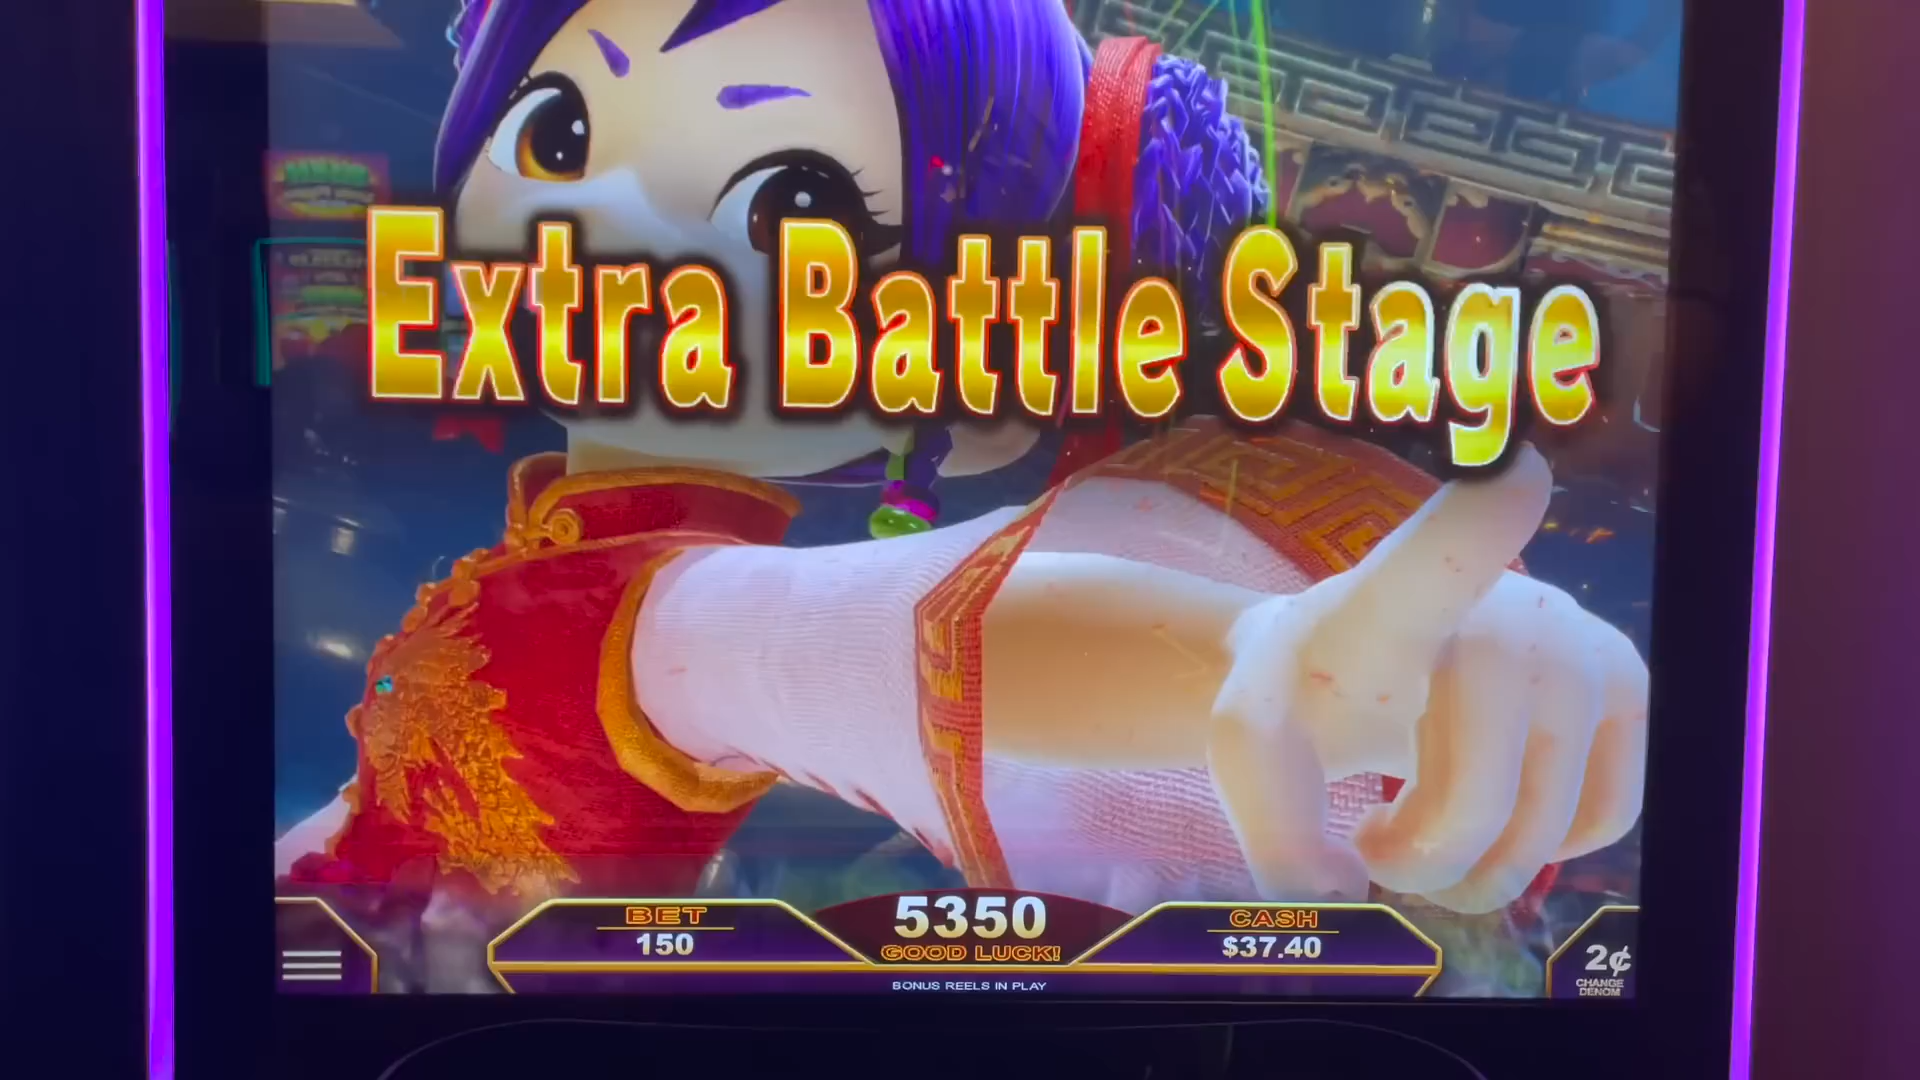 Extra Battle Stage
BET
150
5350
GOOD LUCK!
CASH
$37.40
BONUS REELS IN PLAY
2¢
CHANGE
DENOM